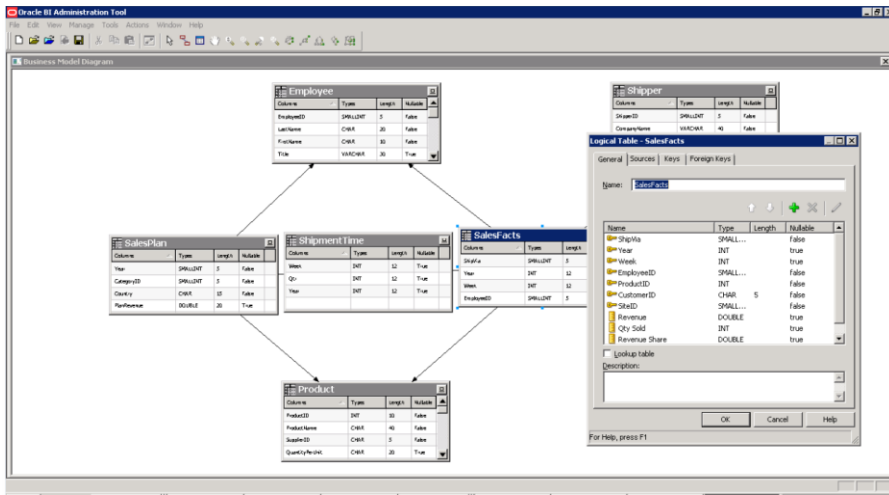 Oracle BI Administration Tool
File Edit View Manage Tools Actions Window Help
Business Model Diagram
Employee
Columns Types Length Nullable
EmployeeID SMALLINT 5 False
LastName CHAR 20 False
FirstName CHAR 10 False
Title VARCHAR 30 True
Shipper
Columns Types Length Nullable
ShipperID SMALLINT 5 False
CompanyName VARCHAR 40 False
SalesPlan
Columns Types Length Nullable
Year SMALLINT 5 False
CategoryID SMALLINT 5 False
Country CHAR 15 False
PlanRevenue DOUBLE 20 True
ShipmentTime
Columns Types Length Nullable
Week INT 12 True
Qtr INT 12 True
Year INT 12 True
SalesFacts
Columns Types Length
ShipVia SMALLINT 5
Year INT 12
Week INT 12
EmployeeID SMALLINT 5
Product
Columns Types Length Nullable
ProductID INT 10 False
ProductName CHAR 40 False
SupplierID CHAR 5 False
QuantityPerUnit CHAR 20 True
Logical Table - SalesFacts
General Sources Keys Foreign Keys
Name: SalesFacts
Name Type Length Nullable
ShipVia SMALL... false
Year INT false
Week INT false
EmployeeID SMALL... false
ProductID INT false
CustomerID CHAR 5 false
SiteID SMALL... false
Revenue DOUBLE true
Qty Sold INT true
Revenue Share DOUBLE true
Lookup table
Description:
OK Cancel Help
For Help, press F1